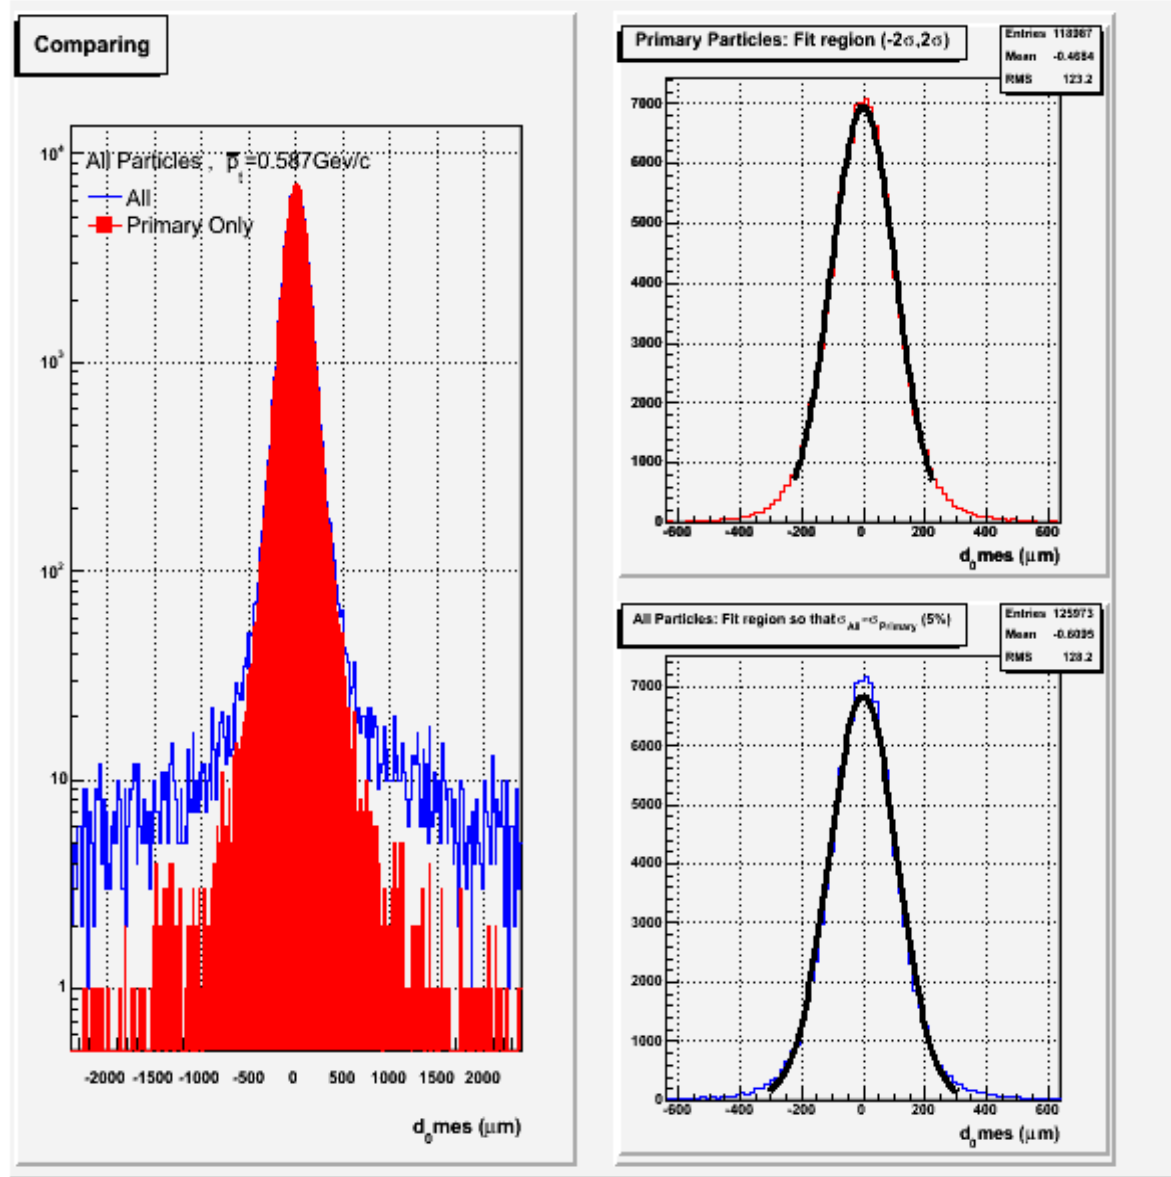 Comparing
All Particles , p̄t=0.587Gev/c
All
Primary Only
10⁴
10³
10²
10
1
-2000 -1500 -1000 -500 0 500 1000 1500 2000
d₀mes (μm)
Primary Particles: Fit region (-2σ,2σ)
Entries 118987
Mean -0.4684
RMS 123.2
7000
6000
5000
4000
3000
2000
1000
0
-600 -400 -200 0 200 400 600
d₀mes (μm)
All Particles: Fit region so that σAll=σPrimary (5%)
Entries 125973
Mean -0.6095
RMS 128.2
7000
6000
5000
4000
3000
2000
1000
0
-600 -400 -200 0 200 400 600
d₀mes (μm)